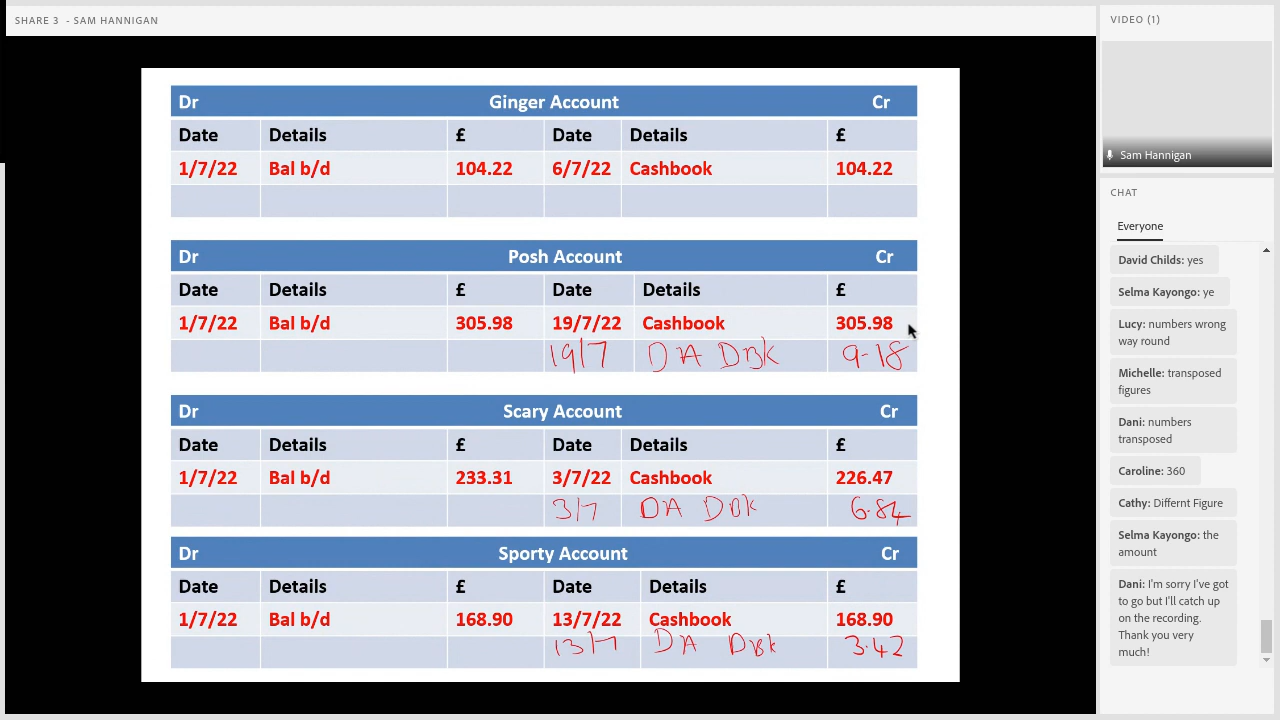 SHARE 3 - SAM HANNIGAN
Dr Ginger Account Cr
Date Details £ Date Details £
1/7/22 Bal b/d 104.22 6/7/22 Cashbook 104.22
Dr Posh Account Cr
Date Details £ Date Details £
1/7/22 Bal b/d 305.98 19/7/22 Cashbook 305.98
19/7 DA DBK 9-18
Dr Scary Account Cr
Date Details £ Date Details £
1/7/22 Bal b/d 233.31 3/7/22 Cashbook 226.47
3/7 DA DBK 6.84
Dr Sporty Account Cr
Date Details £ Date Details £
1/7/22 Bal b/d 168.90 13/7/22 Cashbook 168.90
13/7 DA DBk 3.42
VIDEO (1)
Sam Hannigan
CHAT
Everyone
David Childs: yes
Selma Kayongo: ye
Lucy: numbers wrong
way round
Michelle: transposed
figures
Dani: numbers
transposed
Caroline: 360
Cathy: Differnt Figure
Selma Kayongo: the
amount
Dani: I'm sorry I've got
to go but I'll catch up
on the recording.
Thank you very
much!